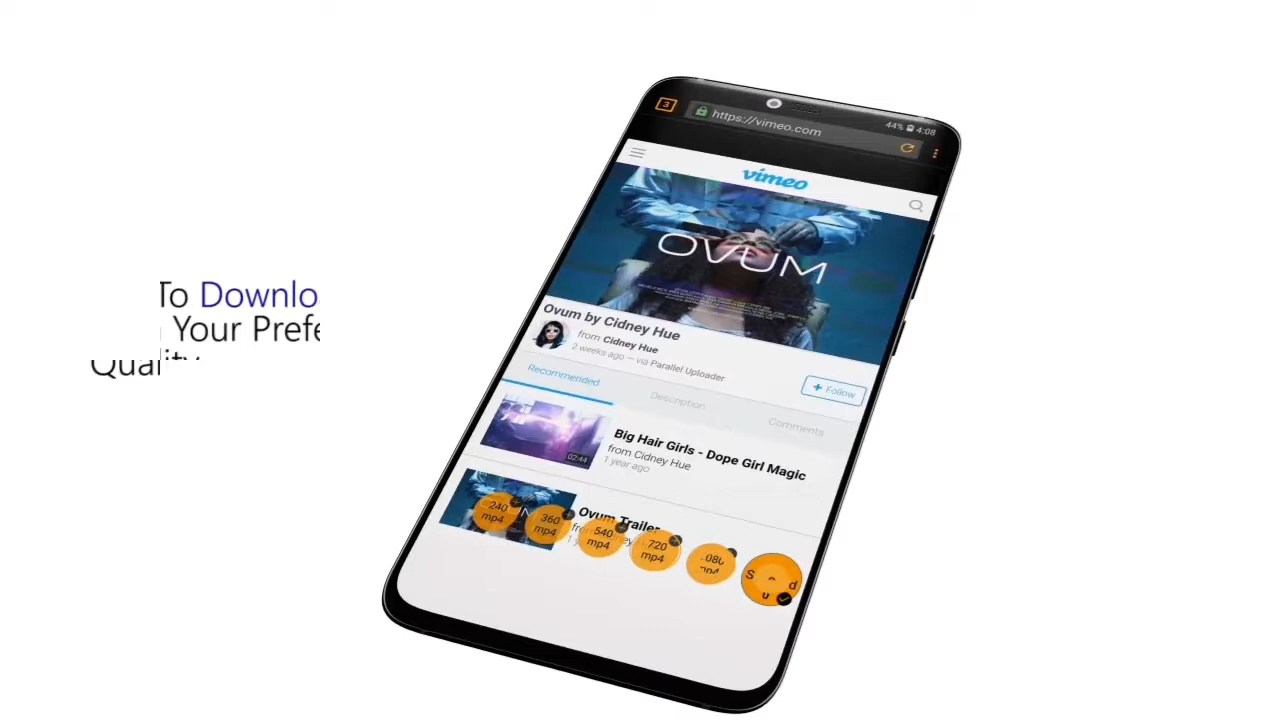 To Downlo
Your Prefe
Quality
3
https://vimeo.com
44% 4:08
vimeo
OVUM
Ovum by Cidney Hue
from Cidney Hue
2 weeks ago — via Parallel Uploader
+ Follow
Recommended
Description
Comments
02:44
Big Hair Girls - Dope Girl Magic
from Cidney Hue
1 year ago
Ovum Trailer
240
mp4
360
mp4
540
mp4
720
mp4